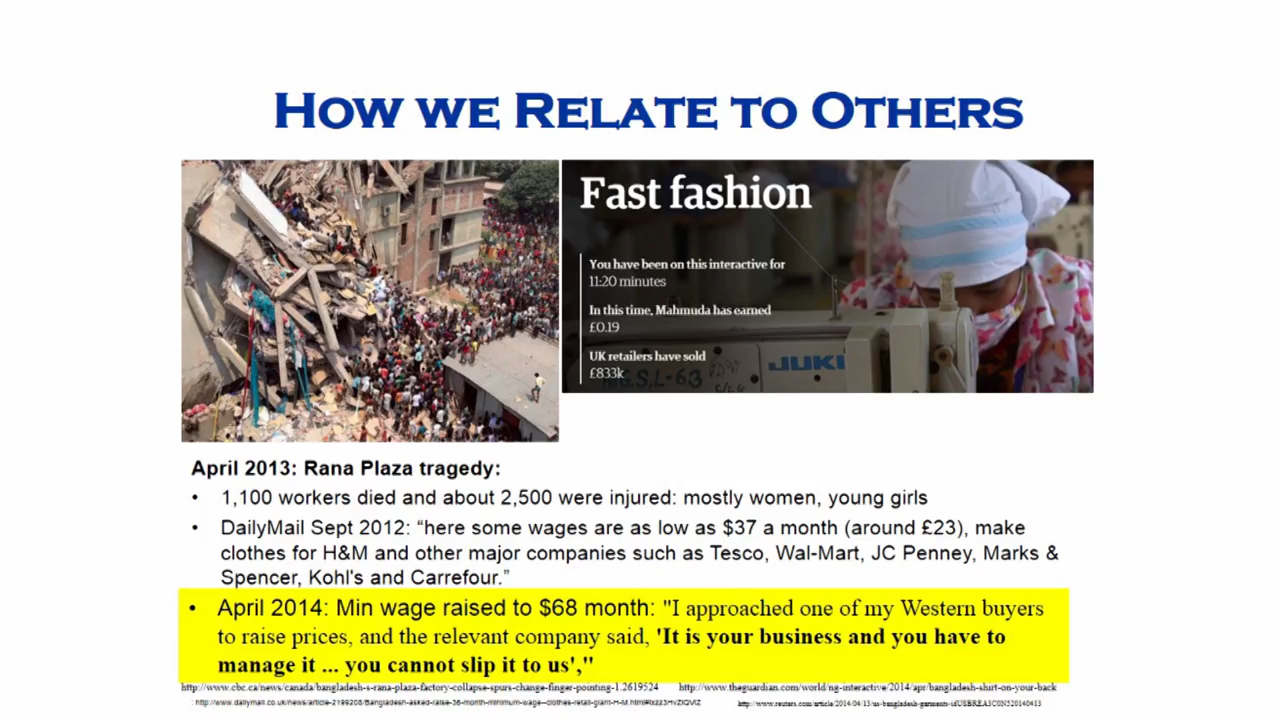 How we Relate to Others
Fast fashion
You have been on this interactive for
11:20 minutes
In this time, Mahmuda has earned
£0.19
UK retailers have sold
£833k
JUKI
April 2013: Rana Plaza tragedy:
• 1,100 workers died and about 2,500 were injured: mostly women, young girls
• DailyMail Sept 2012: “here some wages are as low as $37 a month (around £23), make
clothes for H&M and other major companies such as Tesco, Wal-Mart, JC Penney, Marks &
Spencer, Kohl's and Carrefour.”
• April 2014: Min wage raised to $68 month: "I approached one of my Western buyers
to raise prices, and the relevant company said, 'It is your business and you have to
manage it ... you cannot slip it to us',"
http://www.cbc.ca/news/canada/bangladesh-s-rana-plaza-factory-collapse-spurs-change-finger-pointing-1.2619524 http://www.theguardian.com/world/ng-interactive/2014/apr/bangladesh-shirt-on-your-back